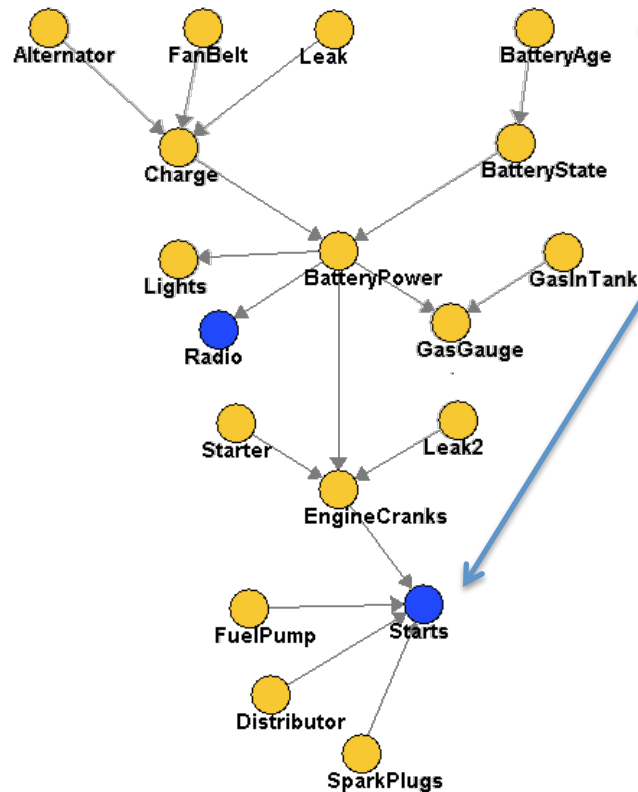 Alternator
FanBelt
Leak
BatteryAge
Charge
BatteryState
Lights
BatteryPower
GasInTank
Radio
GasGauge
Starter
Leak2
EngineCranks
FuelPump
Starts
Distributor
SparkPlugs